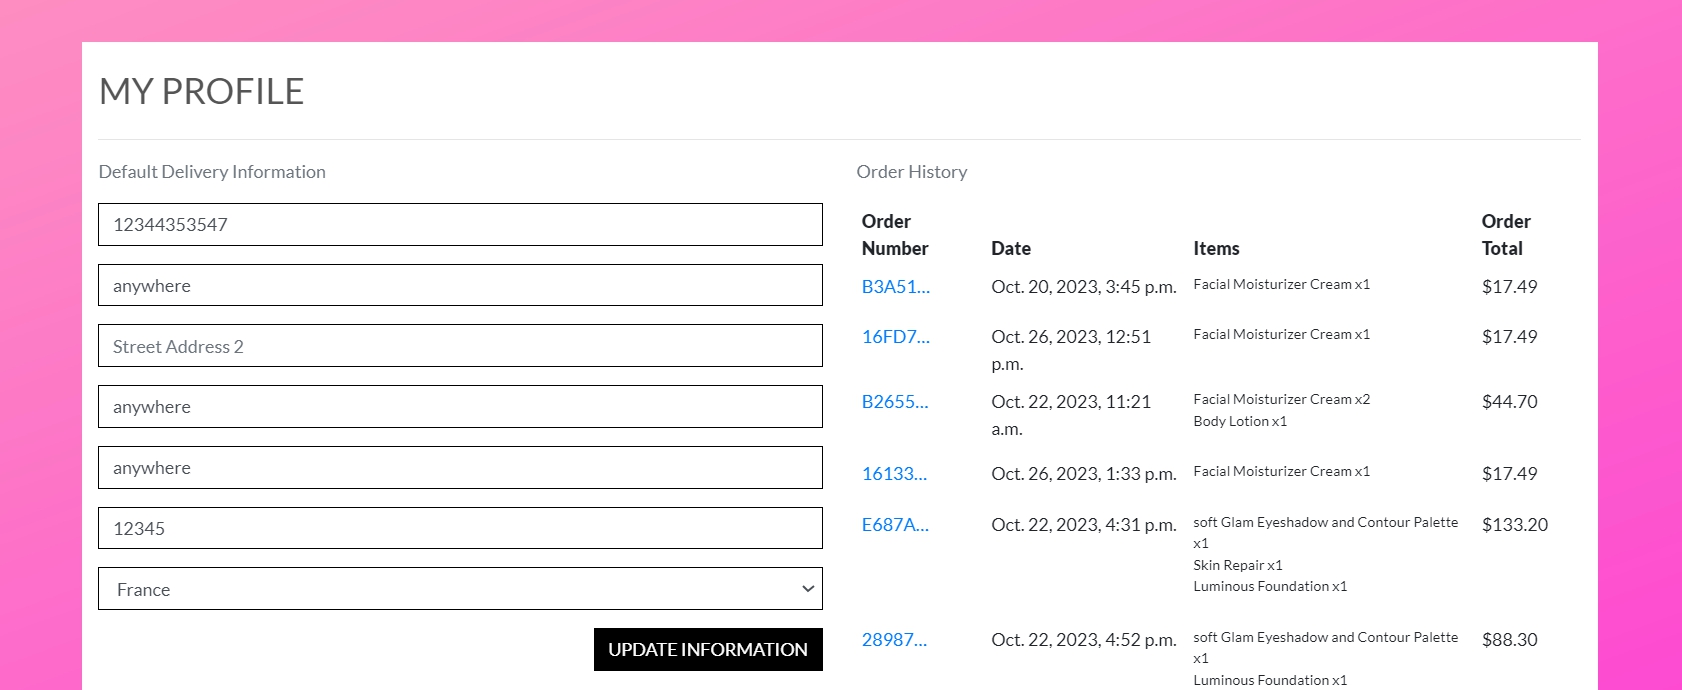 MY PROFILE
Default Delivery Information
12344353547
anywhere
Street Address 2
anywhere
anywhere
12345
France
UPDATE INFORMATION
Order History
Order Number Date Items Order Total
B3A51... Oct. 20, 2023, 3:45 p.m. Facial Moisturizer Cream x1 $17.49
16FD7... Oct. 26, 2023, 12:51 p.m. Facial Moisturizer Cream x1 $17.49
B2655... Oct. 22, 2023, 11:21 a.m. Facial Moisturizer Cream x2 $44.70
Body Lotion x1
16133... Oct. 26, 2023, 1:33 p.m. Facial Moisturizer Cream x1 $17.49
E687A... Oct. 22, 2023, 4:31 p.m. soft Glam Eyeshadow and Contour Palette x1 $133.20
Skin Repair x1
Luminous Foundation x1
28987... Oct. 22, 2023, 4:52 p.m. soft Glam Eyeshadow and Contour Palette x1 $88.30
Luminous Foundation x1